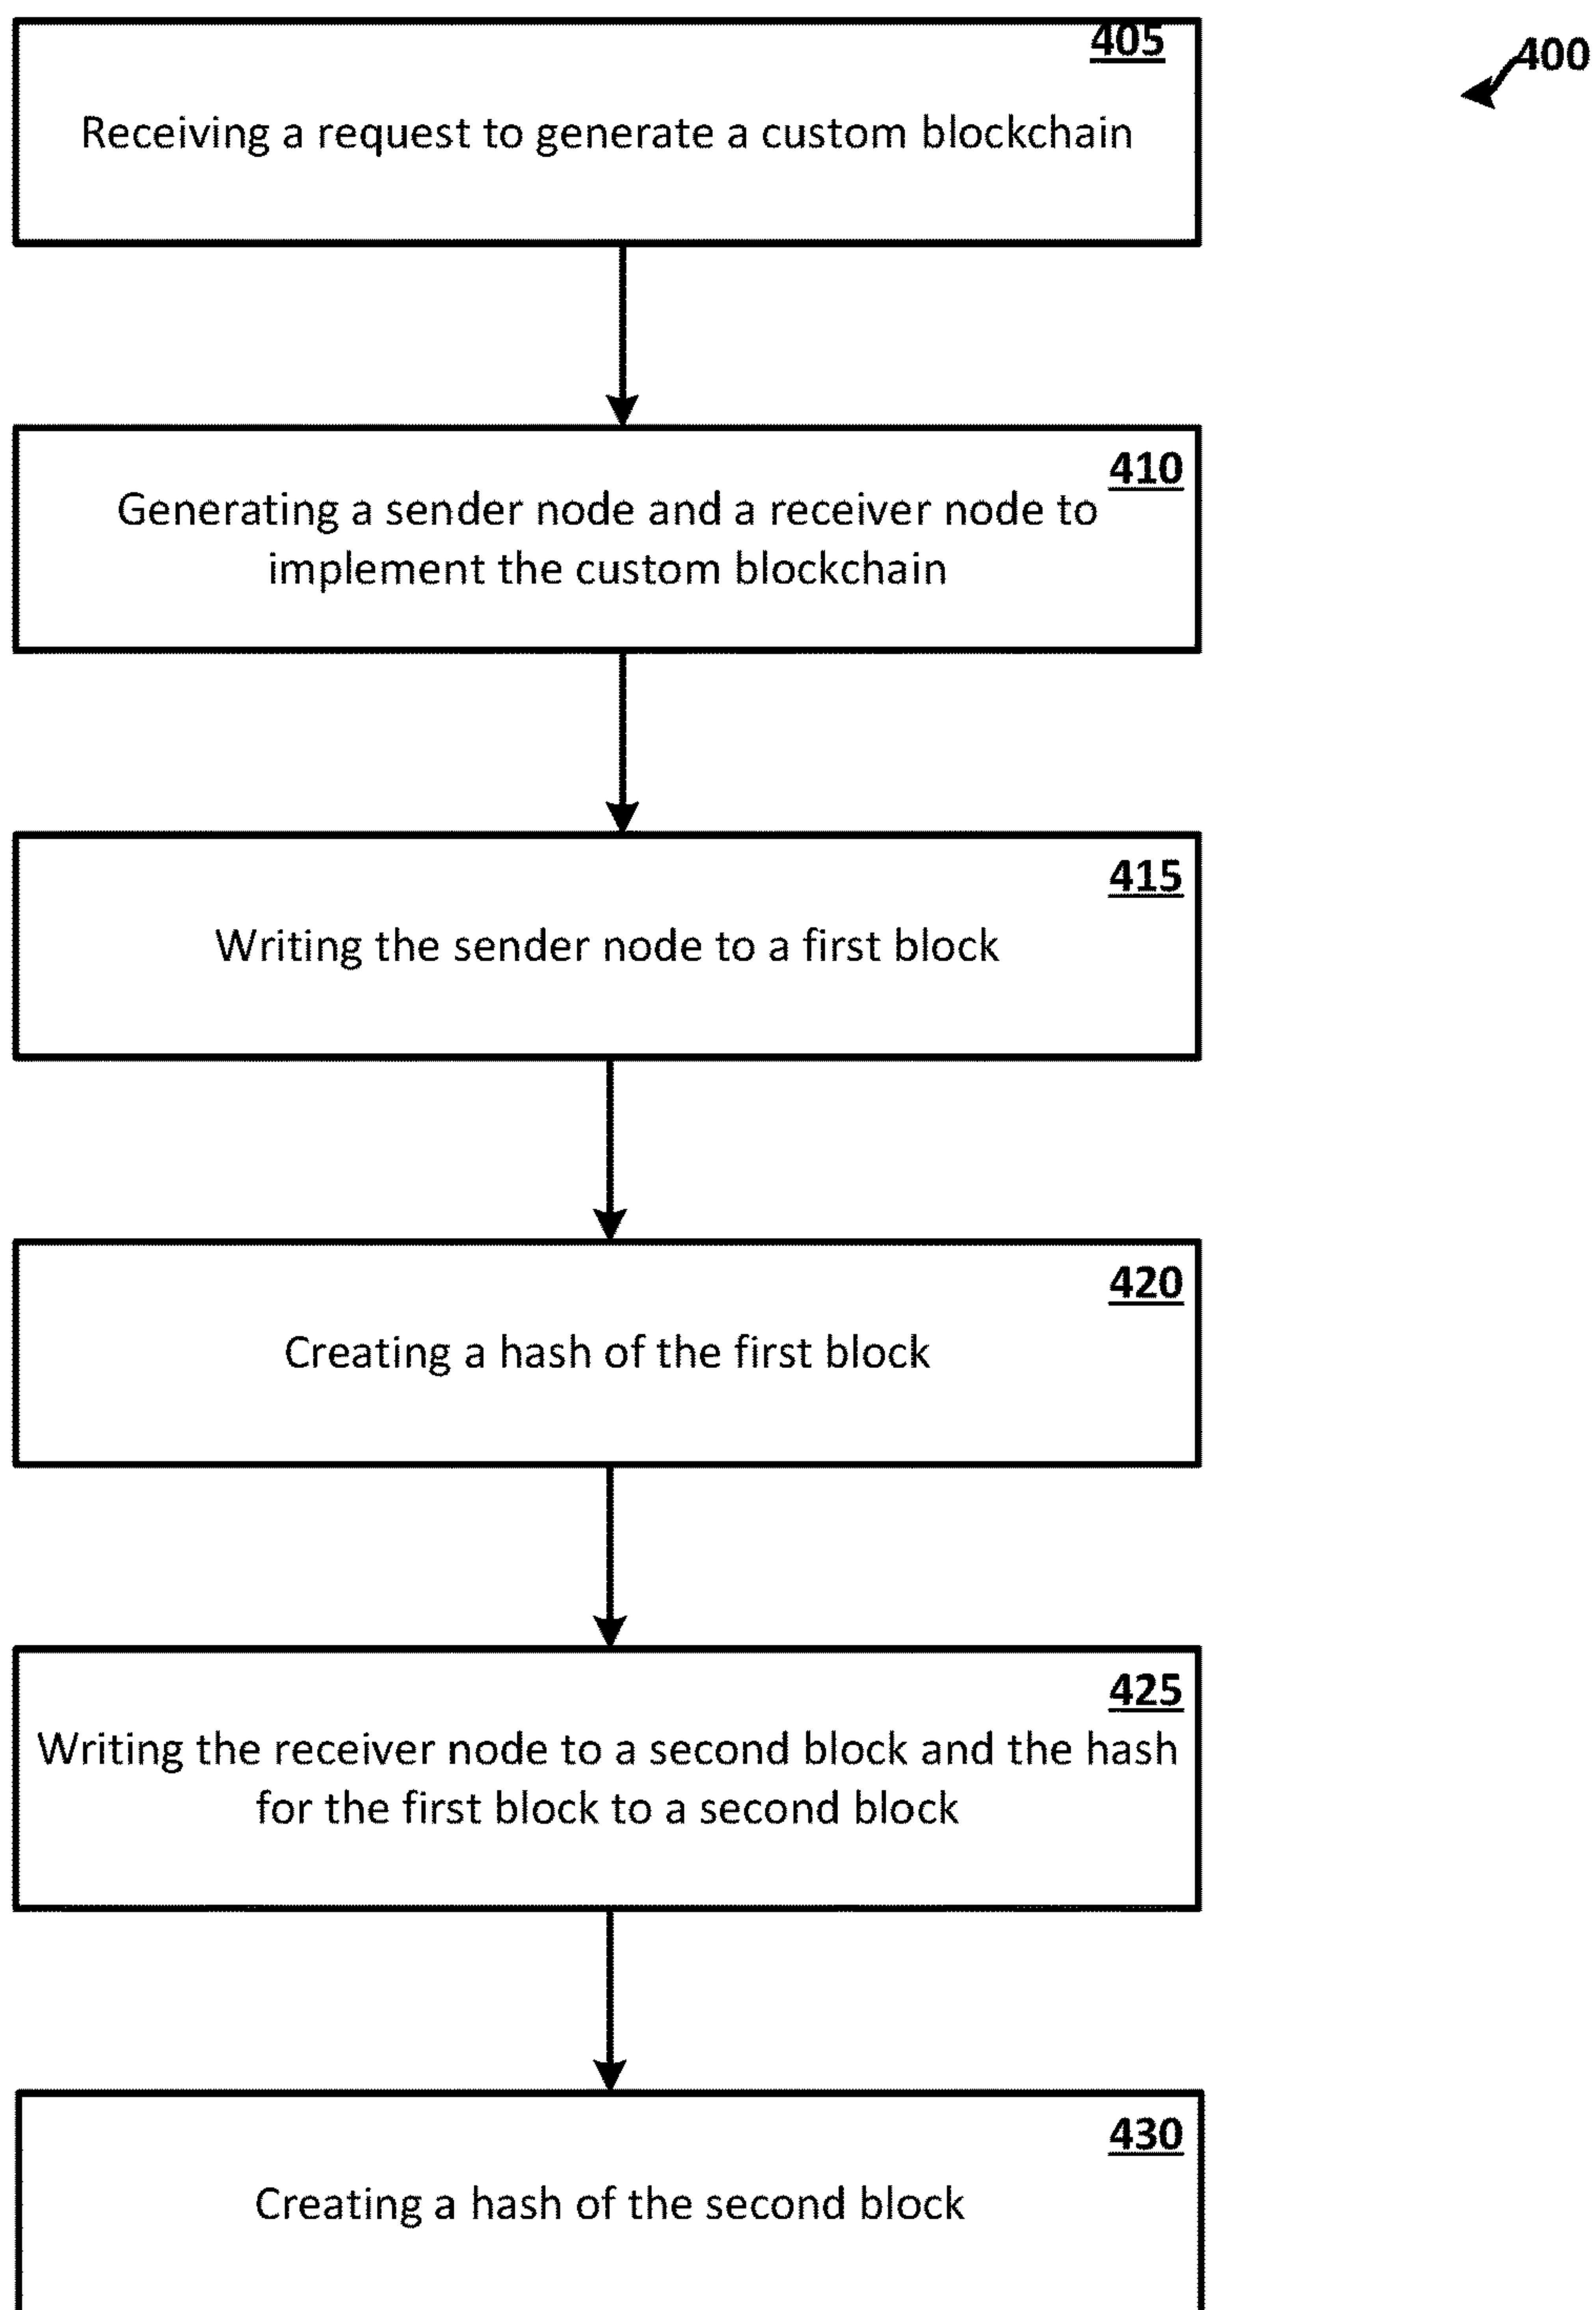 405
400
Receiving a request to generate a custom blockchain
410
Generating a sender node and a receiver node to
implement the custom blockchain
415
Writing the sender node to a first block
420
Creating a hash of the first block
425
Writing the receiver node to a second block and the hash
for the first block to a second block
430
Creating a hash of the second block